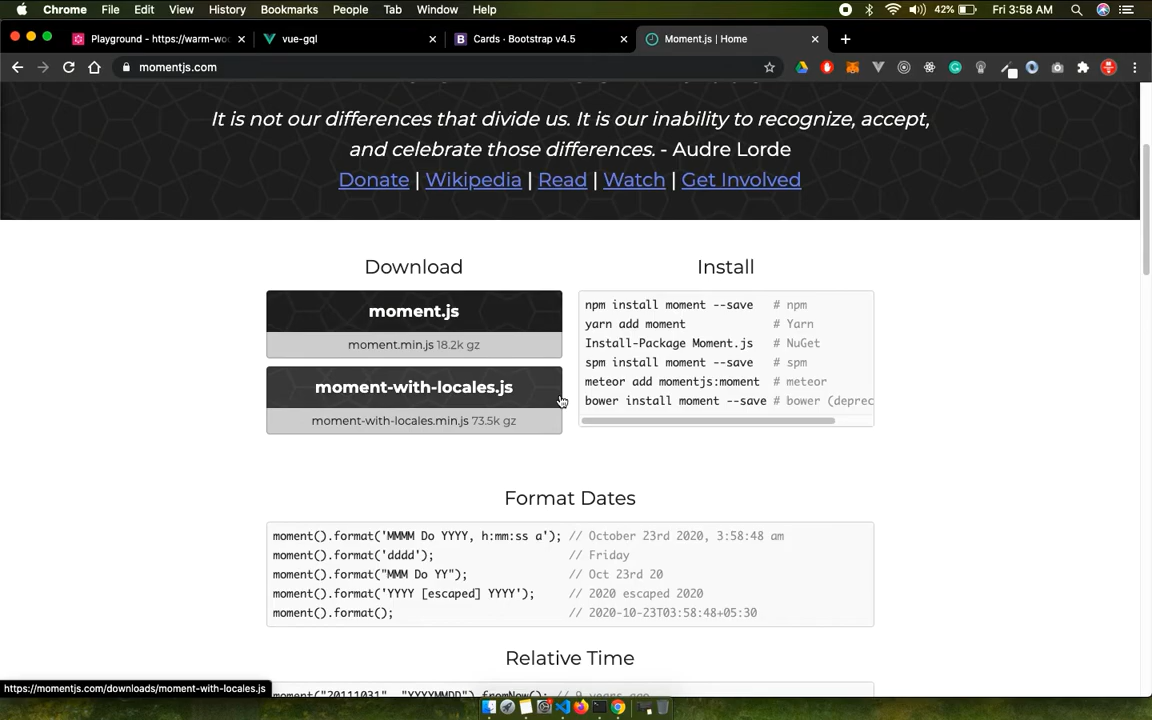 Chrome File Edit View History Bookmarks People Tab Window Help 42% Fri 3:58 AM
Playground - https://warm-woo vue-gql Cards · Bootstrap v4.5 Moment.js | Home
momentjs.com
It is not our differences that divide us. It is our inability to recognize, accept,
and celebrate those differences. - Audre Lorde
Donate | Wikipedia | Read | Watch | Get Involved
Download
moment.js
moment.min.js 18.2k gz
moment-with-locales.js
moment-with-locales.min.js 73.5k gz
Install
npm install moment --save # npm
yarn add moment # Yarn
Install-Package Moment.js # NuGet
spm install moment --save # spm
meteor add momentjs:moment # meteor
bower install moment --save # bower (deprec
Format Dates
moment().format('MMMM Do YYYY, h:mm:ss a'); // October 23rd 2020, 3:58:48 am
moment().format('dddd'); // Friday
moment().format("MMM Do YY"); // Oct 23rd 20
moment().format('YYYY [escaped] YYYY'); // 2020 escaped 2020
moment().format(); // 2020-10-23T03:58:48+05:30
Relative Time
moment("20111031", "YYYYMMDD").fromNow(); // 9 years ago
https://momentjs.com/downloads/moment-with-locales.js